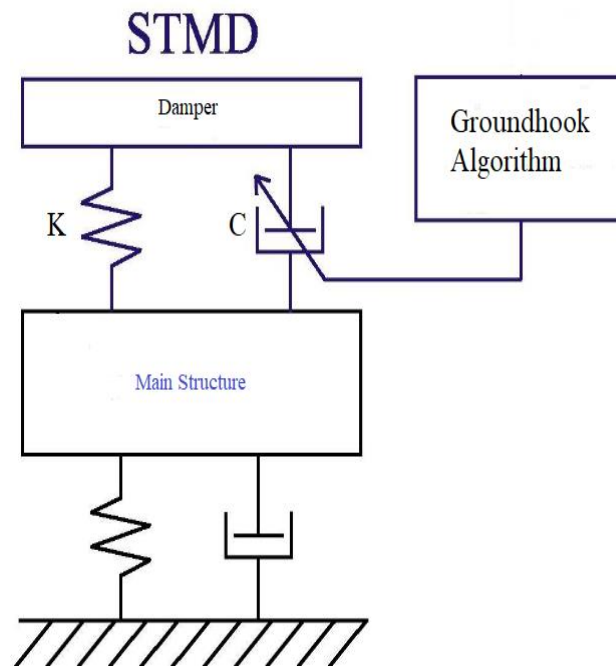 STMD
Damper
Groundhook
Algorithm
K
C
Main Structure